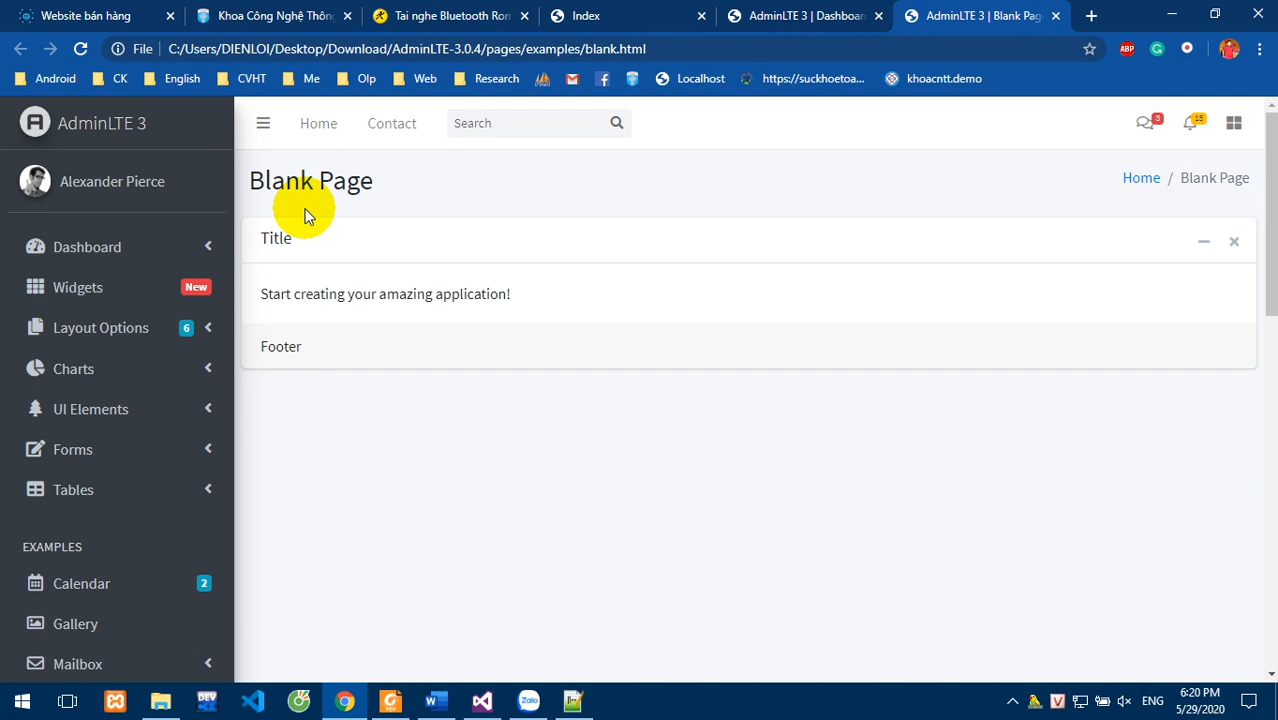 Website bán hàng
Khoa Công Nghệ Thôn
Tai nghe Bluetooth Rom
Index
AdminLTE 3 | Dashboar
AdminLTE 3 | Blank Pag
File
C:/Users/DIENLOI/Desktop/Download/AdminLTE-3.0.4/pages/examples/blank.html
ABP
Android
CK
English
CVHT
Me
Olp
Web
Research
Localhost
https://suckhoetoa...
khoacntt.demo
AdminLTE 3
Home
Contact
Search
3
15
Alexander Pierce
Blank Page
Home / Blank Page
Title
Dashboard
Widgets
New
Start creating your amazing application!
Layout Options
6
Footer
Charts
UI Elements
Forms
Tables
EXAMPLES
Calendar
2
Gallery
Mailbox
DEV
Zalo
ENG
6:20 PM
5/29/2020